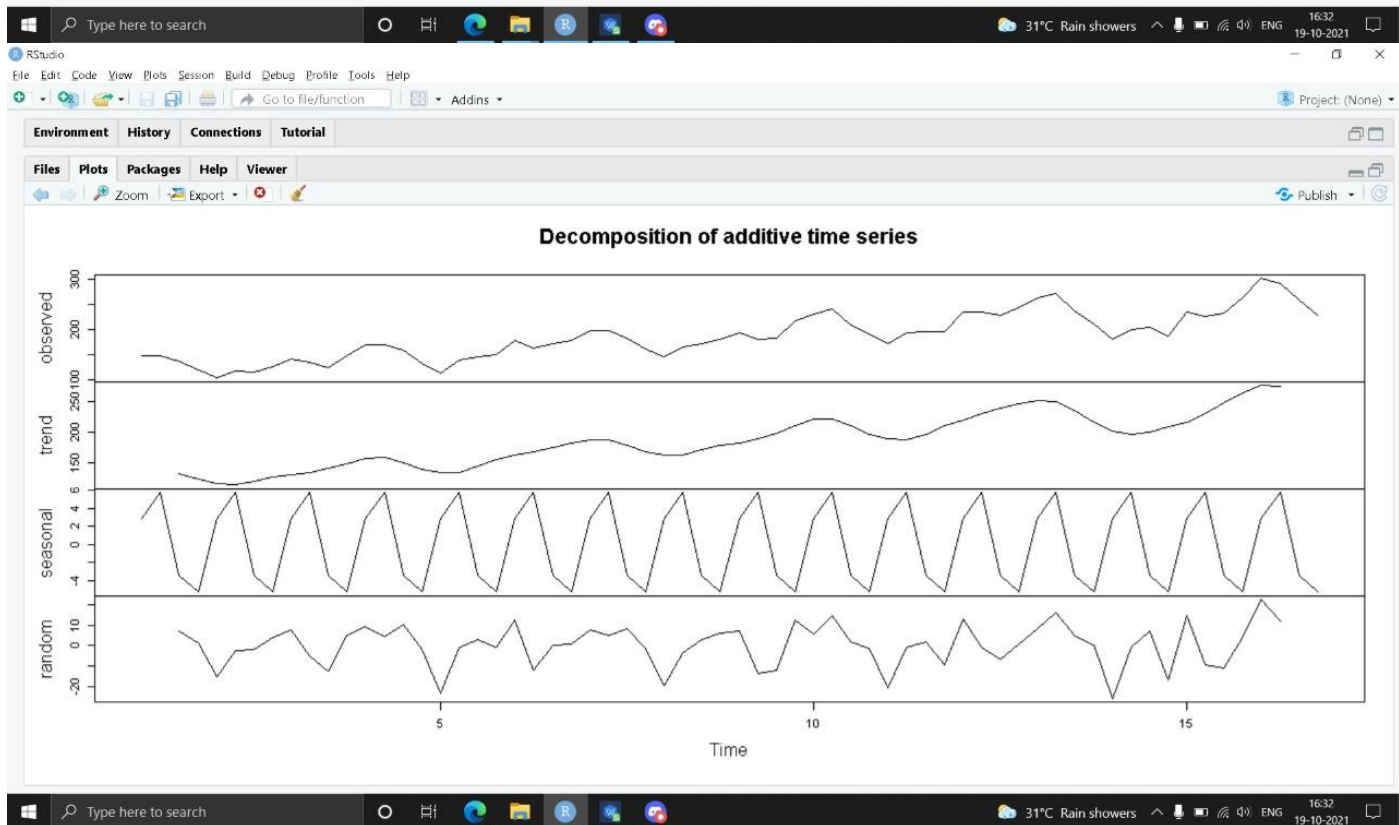 Type here to search
31°C Rain showers
ENG
16:32
19-10-2021
RStudio
File Edit Code View Plots Session Build Debug Profile Tools Help
Go to file/function
Addins
Project: (None)
Environment History Connections Tutorial
Files Plots Packages Help Viewer
Zoom Export
Publish
Decomposition of additive time series
observed
300
200
100
trend
250
200
150
seasonal
6
4
2
0
-4
random
10
0
-20
5 10 15
Time
Type here to search
31°C Rain showers
ENG
16:32
19-10-2021